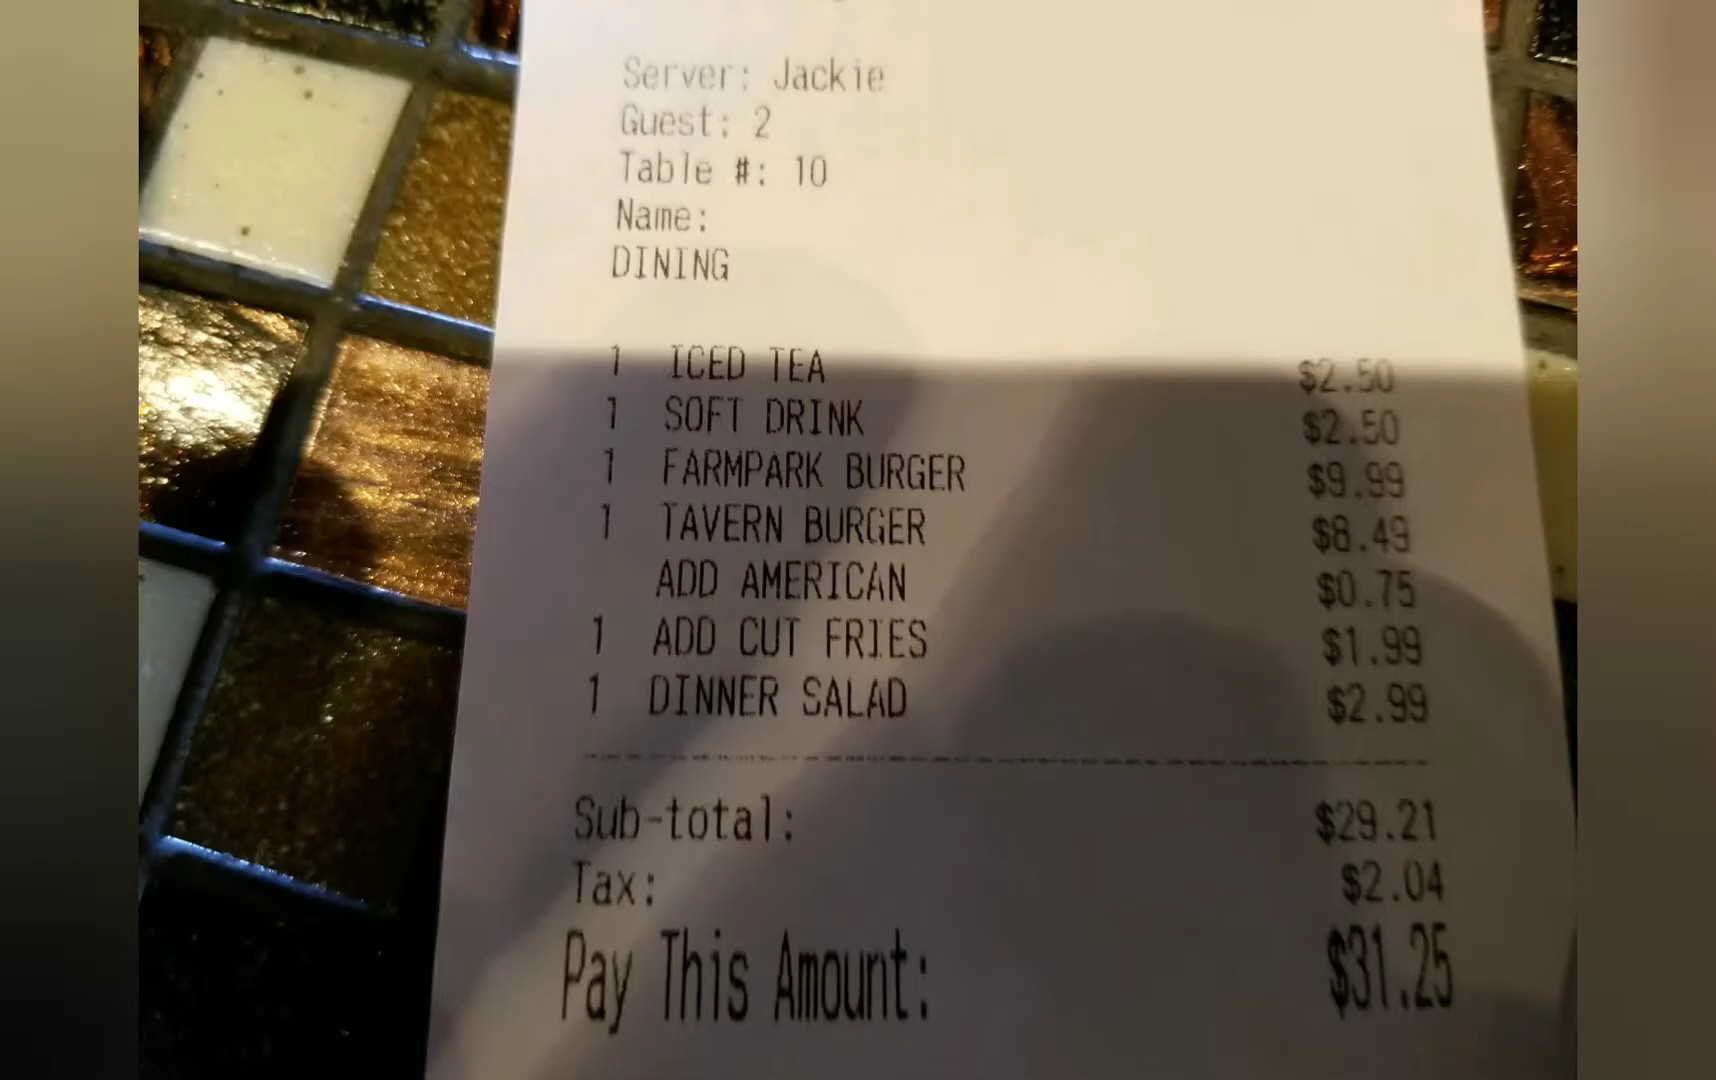 Server: Jackie
Guest: 2
Table #: 10
Name:
DINING
1 ICED TEA $2.50
1 SOFT DRINK $2.50
1 FARMPARK BURGER $9.99
1 TAVERN BURGER $8.49
ADD AMERICAN $0.75
1 ADD CUT FRIES $1.99
1 DINNER SALAD $2.99
Sub-total: $29.21
Tax: $2.04
Pay This Amount: $31.25